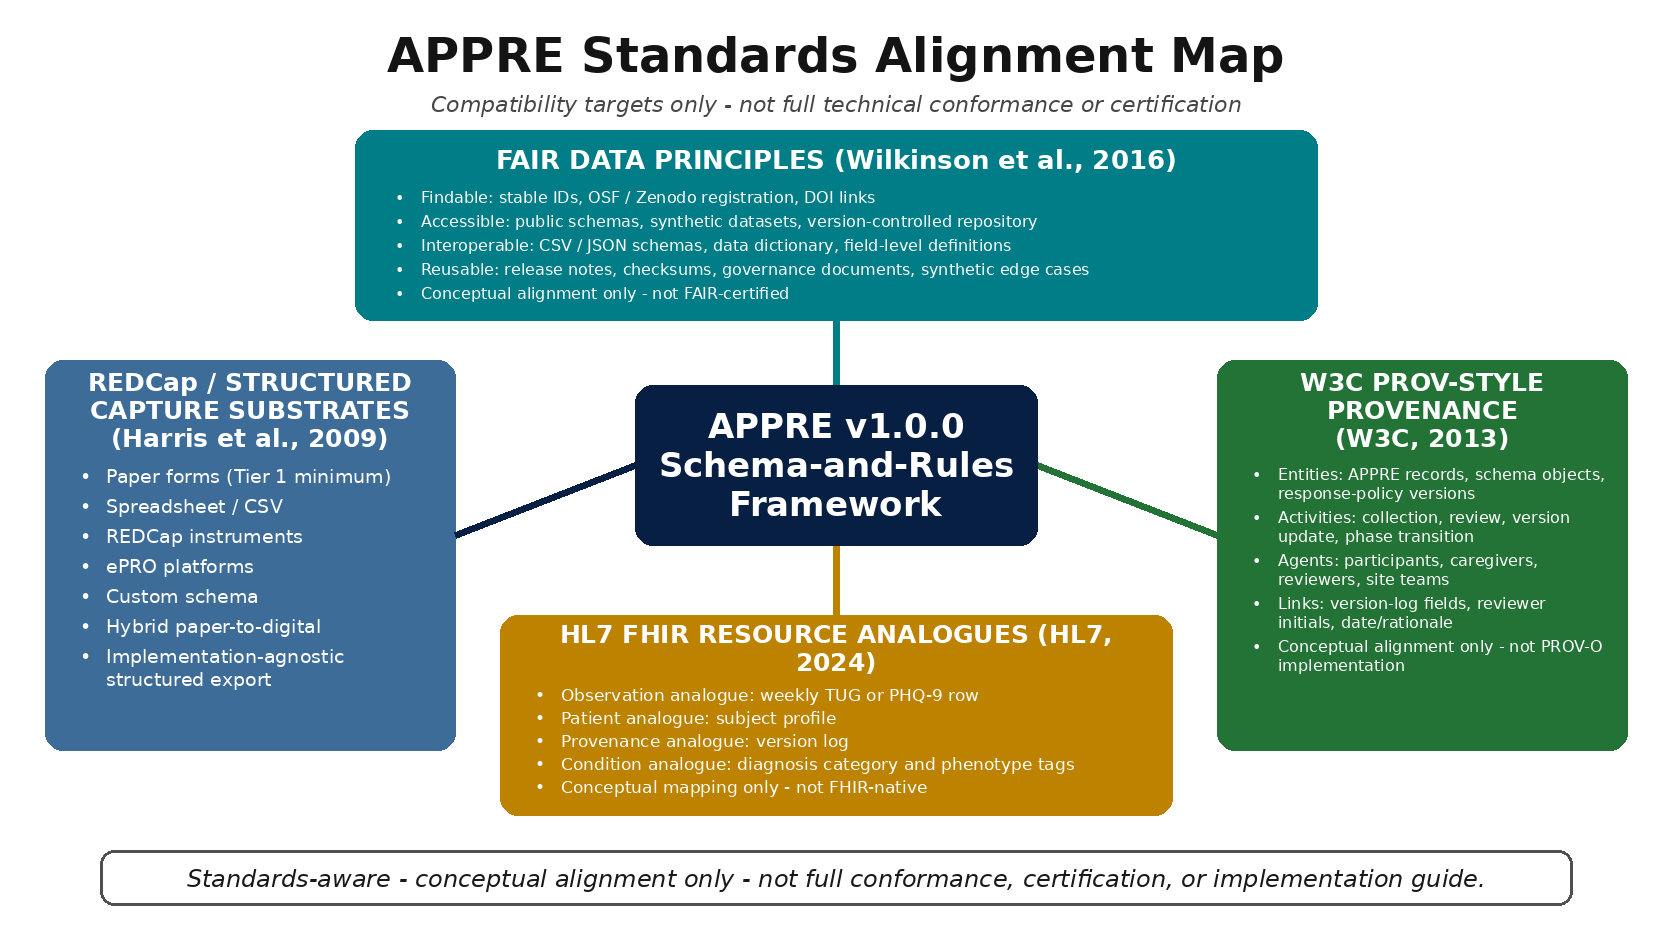 APPRE Standards Alignment Map
Compatibility targets only - not full technical conformance or certification
FAIR DATA PRINCIPLES (Wilkinson et al., 2016)
• Findable: stable IDs, OSF / Zenodo registration, DOI links
• Accessible: public schemas, synthetic datasets, version-controlled repository
• Interoperable: CSV / JSON schemas, data dictionary, field-level definitions
• Reusable: release notes, checksums, governance documents, synthetic edge cases
• Conceptual alignment only - not FAIR-certified
REDCap / STRUCTURED
CAPTURE SUBSTRATES
(Harris et al., 2009)
• Paper forms (Tier 1 minimum)
• Spreadsheet / CSV
• REDCap instruments
• ePRO platforms
• Custom schema
• Hybrid paper-to-digital
• Implementation-agnostic
structured export
APPRE v1.0.0
Schema-and-Rules
Framework
W3C PROV-STYLE
PROVENANCE
(W3C, 2013)
• Entities: APPRE records, schema objects,
response-policy versions
• Activities: collection, review, version
update, phase transition
• Agents: participants, caregivers,
reviewers, site teams
• Links: version-log fields, reviewer
initials, date/rationale
• Conceptual alignment only - not PROV-O
implementation
HL7 FHIR RESOURCE ANALOGUES (HL7,
2024)
• Observation analogue: weekly TUG or PHQ-9 row
• Patient analogue: subject profile
• Provenance analogue: version log
• Condition analogue: diagnosis category and phenotype tags
• Conceptual mapping only - not FHIR-native
Standards-aware - conceptual alignment only - not full conformance, certification, or implementation guide.